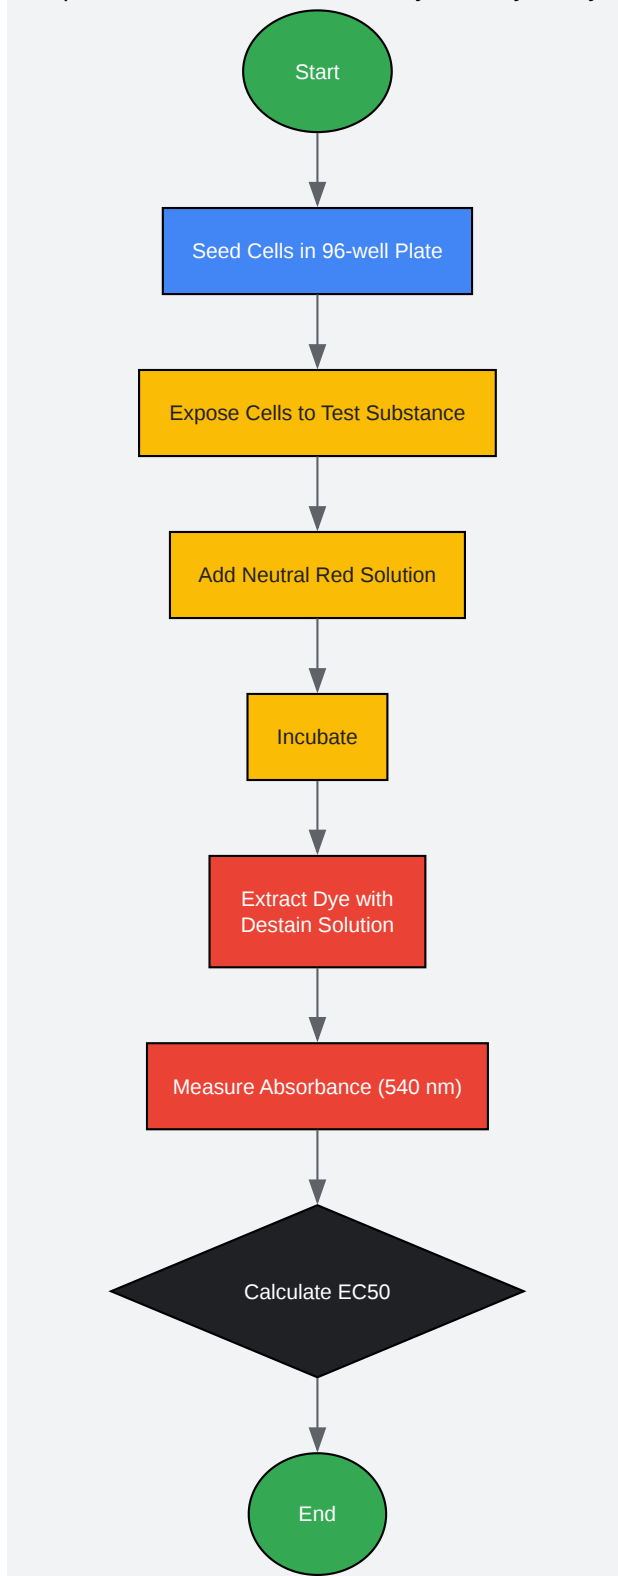 Start
Seed Cells in 96-well Plate
Expose Cells to Test Substance
Add Neutral Red Solution
Incubate
Extract Dye with
Destain Solution
Measure Absorbance (540 nm)
Calculate EC50
End